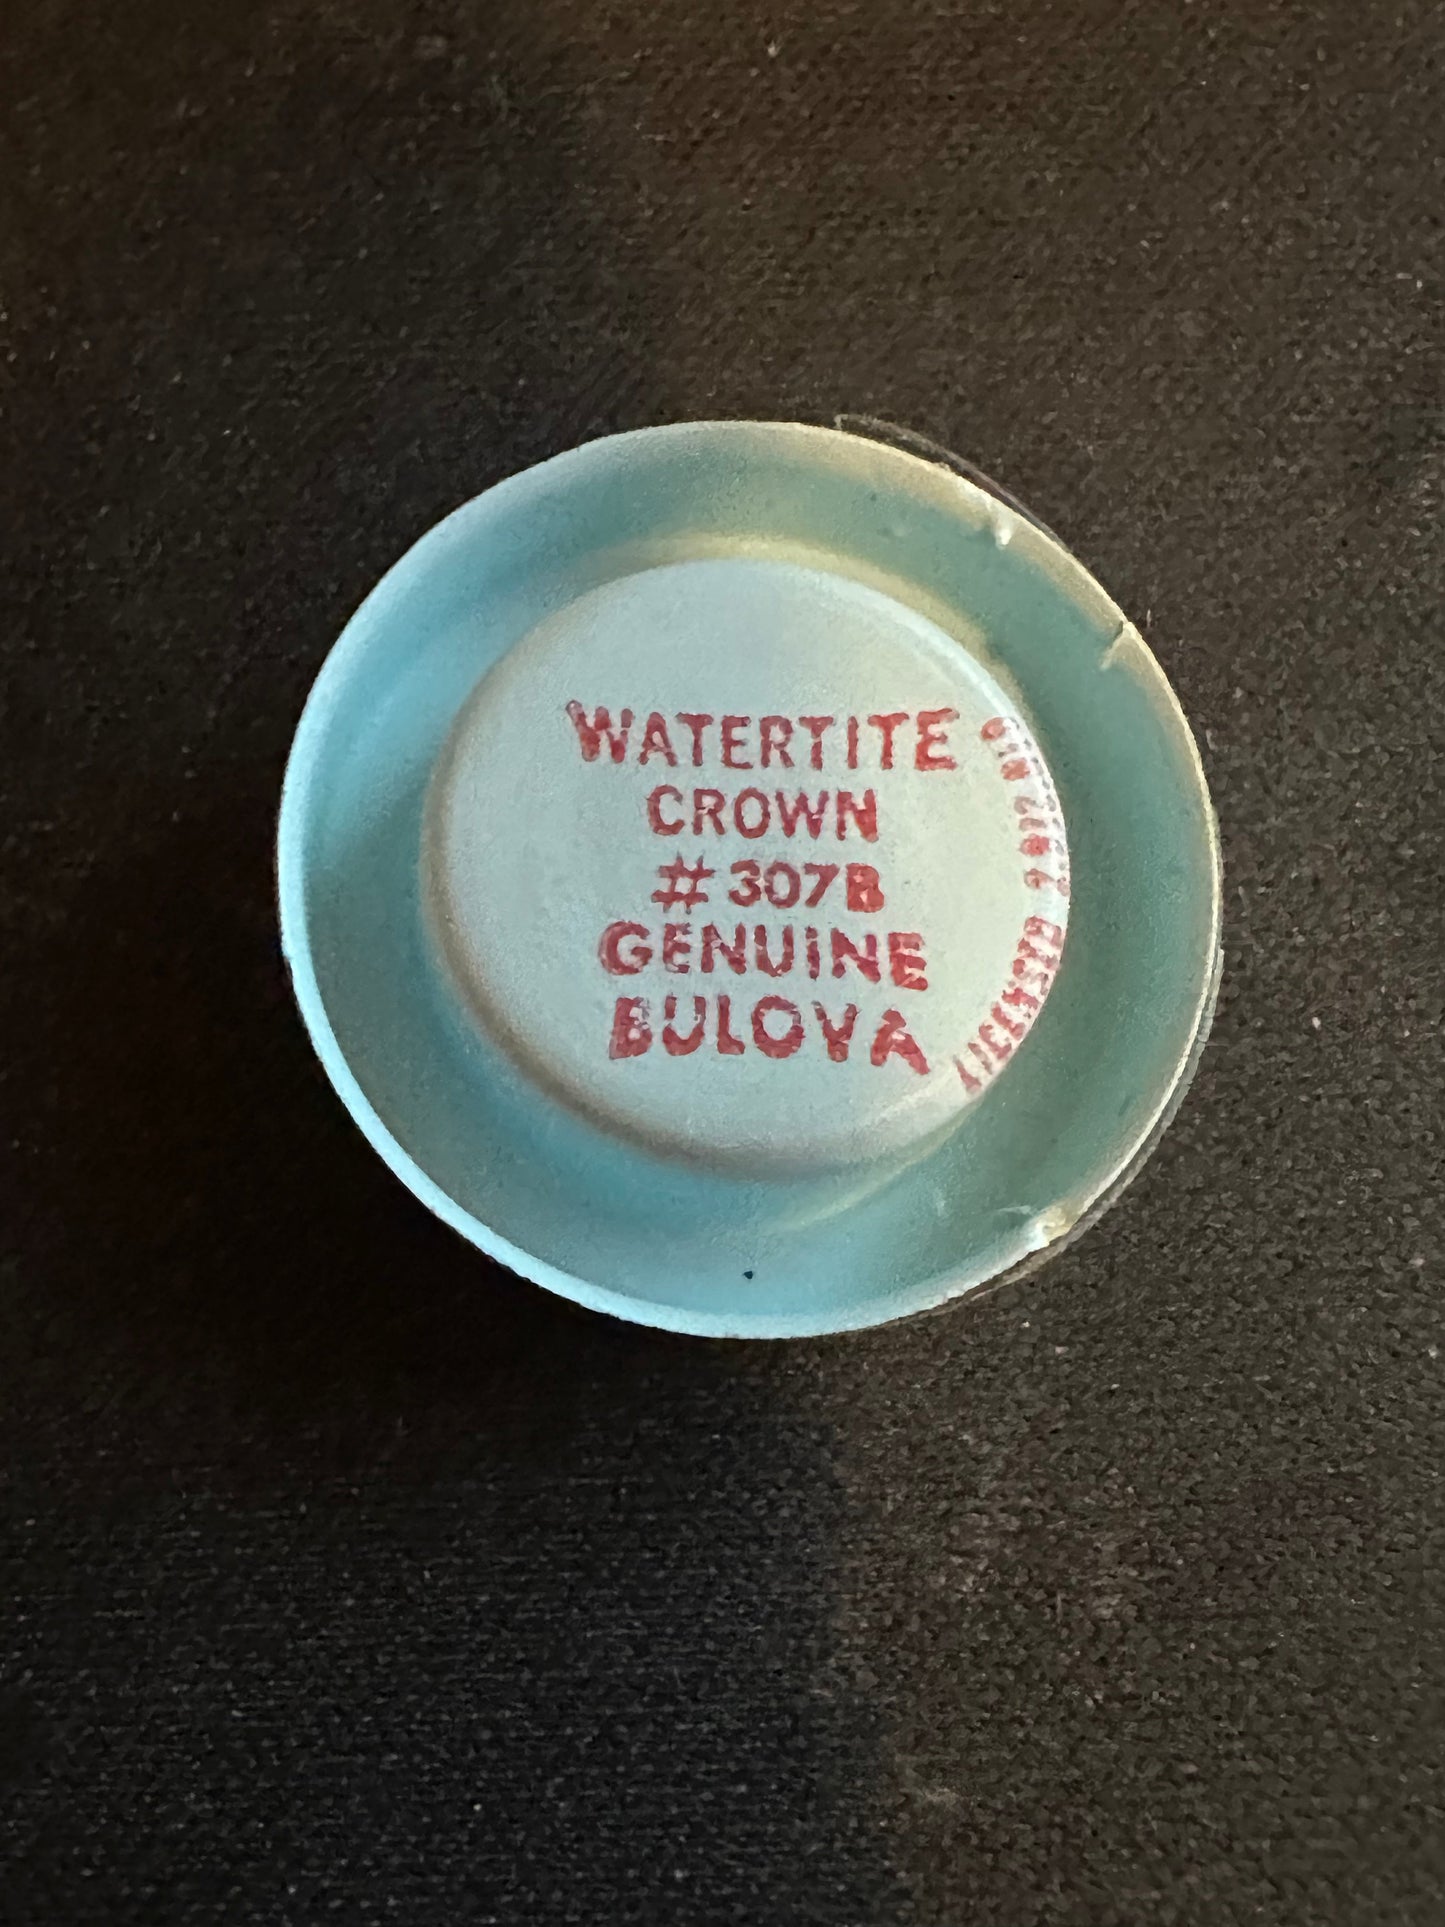 WATERTITE
CROWN
#307B
GENUINE
BULOVA